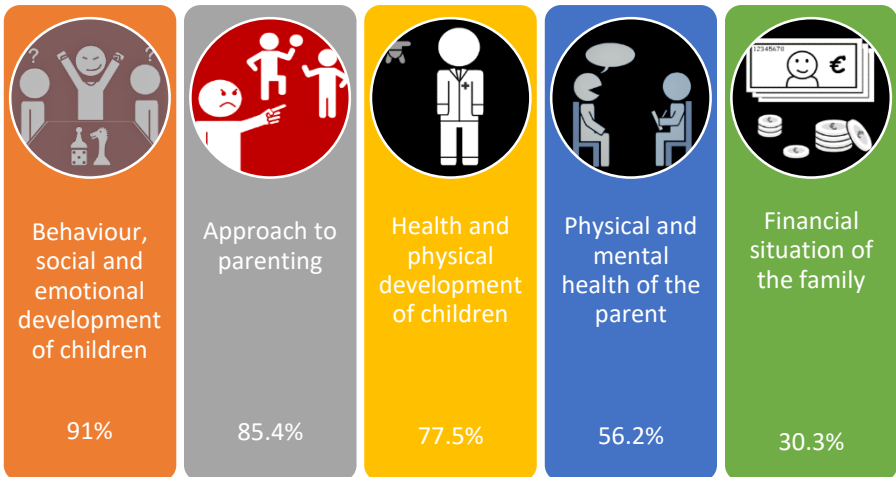 ?
?
12345670
€
Behaviour,
social and
emotional
development
of children
91%
Approach to
parenting
85.4%
Health and
physical
development
of children
77.5%
Physical and
mental
health of the
parent
56.2%
Financial
situation of
the family
30.3%